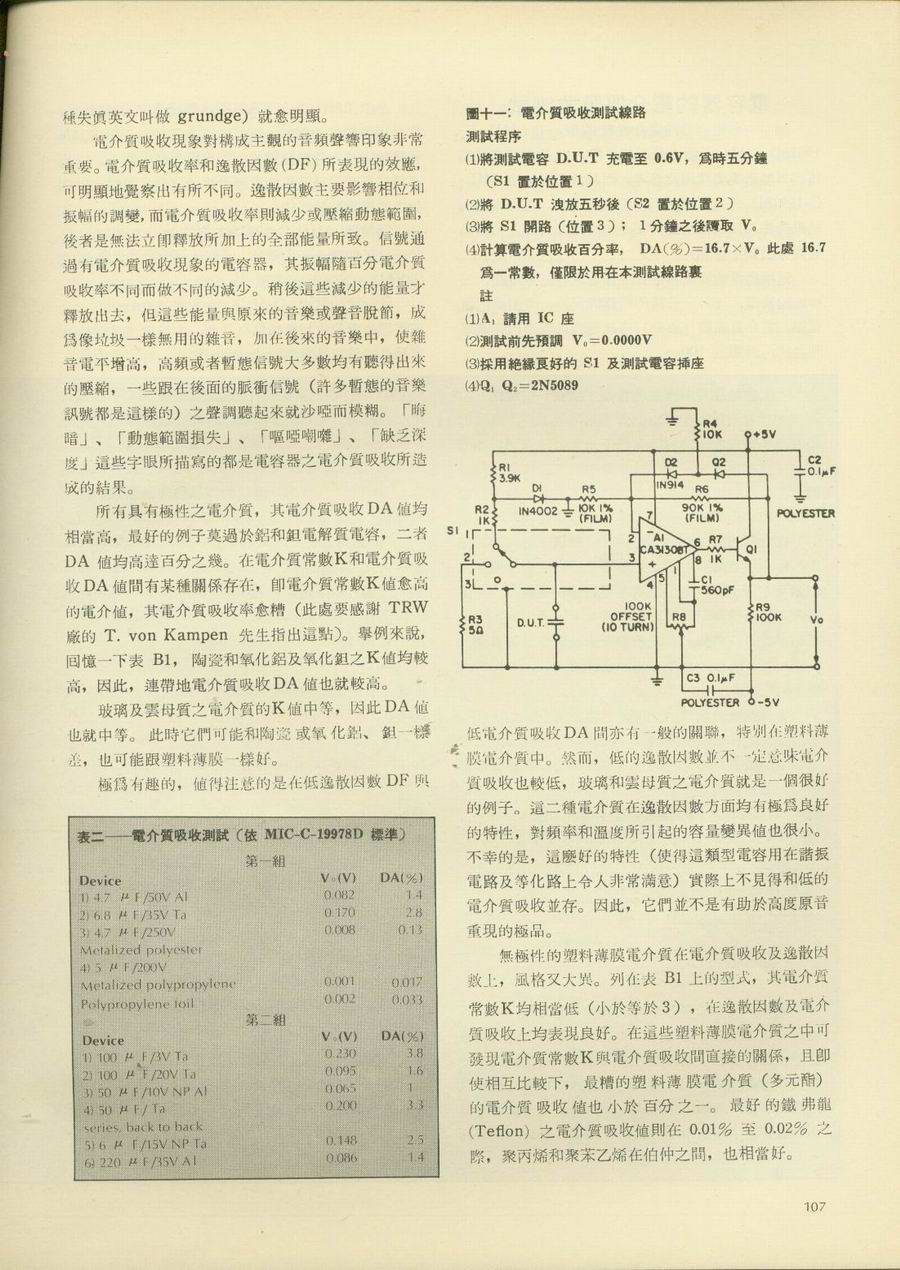 種失眞英文叫做 grundge）就愈明顯。
電介質吸收現象對構成主觀的音頻聲響印象非常
重要。電介質吸收率和逸散因數(DF)所表現的效應,
可明顯地覺察出有所不同。逸散因數主要影響相位和
振幅的調變,而電介質吸收率則減少或壓縮動態範圍,
後者是無法立卽釋放所加上的全部能量所致。信號通
過有電介質吸收現象的電容器，其振幅隨百分電介質
吸收率不同而做不同的減少。稍後這些減少的能量才
釋放出去，但這些能量與原來的音樂或聲音脫節，成
爲像垃圾一樣無用的雜音，加在後來的音樂中，使雜
音電平增高，高頻或者暫態信號大多數均有聽得出來
的壓縮，一些跟在後面的脈衝信號（許多暫態的音樂
訊號都是這樣的）之聲調聽起來就沙啞而模糊。「晦
暗」、「動態範圍損失」、「嘔啞嘲雜」、「缺乏深
度」這些字眼所描寫的都是電容器之電介質吸收所造
成的結果。
所有具有極性之電介質，其電介質吸收DA値均
相當高，最好的例子莫過於鋁和鉭電解質電容，二者
DA 値均高達百分之幾。在電介質常數K和電介質吸
收DA値間有某種關係存在，卽電介質常數K値愈高
的電介値，其電介質吸收率愈糟（此處要感謝 TRW
廠的 T. von Kampen 先生指出這點）。舉例來說，
回憶一下表 B1， 陶瓷和氧化鋁及氧化鉭之K値均較
高，因此，連帶地電介質吸收DA値也就較高。
玻璃及雲母質之電介質的K値中等，因此DA値
也就中等。 此時它們可能和陶瓷或氧化鋁、鉭一樣
差，也可能跟塑料薄膜一樣好。
極爲有趣的，値得注意的是在低逸散因數 DF 與
表二——電介質吸收測試（依 MIC-C-19978D 標準）
第一組
Device V₀(V) DA(%)
1) 4.7 μ F/50V Al 0.082 1.4
2) 6.8 μ F/35V Ta 0.170 2.8
3) 4.7 μ F/250V 0.008 0.13
Metalized polyester
4) 5 μ F/200V
Metalized polypropylene 0.001 0.017
Polypropylene foil 0.002 0.033
第二組
Device V₀(V) DA(%)
1) 100 μ F/3V Ta 0.230 3.8
2) 100 μ F/20V Ta 0.095 1.6
3) 50 μ F/10V NP Al 0.065 1
4) 50 μ F/ Ta 0.200 3.3
series, back to back
5) 6 μ F/15V NP Ta 0.148 2.5
6) 220 μ F/35V Al 0.086 1.4
圖十一: 電介質吸收測試線路
測試程序
(1)將測試電容 D.U.T 充電至 0.6V，爲時五分鐘
（S1 置於位置1）
(2)將 D.U.T 洩放五秒後（S2 置於位置2）
(3)將 S1 開路（位置3）； 1分鐘之後讀取 V₀
(4)計算電介質吸收百分率， DA(%)=16.7×V₀ 此處 16.7
爲一常數，僅限於用在本測試線路裏
註
(1)A₁ 請用 IC 座
(2)測試前先預調 V₀=0.0000V
(3)採用絕緣良好的 S1 及測試電容插座
(4)Q₁ Q₂=2N5089
R4
10K
+5V
R1
3.9K
D2
Q2
C2
0.1μF
D1
R5
1N914
R6
R2
1K
1N4002
10K 1%
(FILM)
90K 1%
(FILM)
POLYESTER
S1
1
2
3
7
2
3
A1
CA3130BT
6
8
R7
1K
Q1
4
5
1
C1
560pF
R3
5Ω
D.U.T.
100K
OFFSET
(10 TURN)
R8
R9
100K
Vo
C3 0.1μF
POLYESTER
-5V
低電介質吸收DA間亦有一般的關聯，特別在塑料薄
膜電介質中。然而，低的逸散因數並不一定意味電介
質吸收也較低，玻璃和雲母質之電介質就是一個很好
的例子。這二種電介質在逸散因數方面均有極爲良好
的特性，對頻率和溫度所引起的容量變異値也很小。
不幸的是，這麼好的特性（使得這類型電容用在諧振
電路及等化路上令人非常滿意）實際上不見得和低的
電介質吸收並存。因此，它們並不是有助於高度原音
重現的極品。
無極性的塑料薄膜電介質在電介質吸收及逸散因
數上，風格又大異。列在表 B1 上的型式，其電介質
常數K均相當低（小於等於3），在逸散因數及電介
質吸收上均表現良好。在這些塑料薄膜電介質之中可
發現電介質常數K與電介質吸收間直接的關係，且卽
使相互比較下， 最糟的塑料薄膜電介質（多元酯）
的電介質吸收値也小於百分之一。 最好的鐵弗龍
(Teflon) 之電介質吸收値則在 0.01% 至 0.02% 之
際，聚丙烯和聚苯乙烯在伯仲之間，也相當好。
107